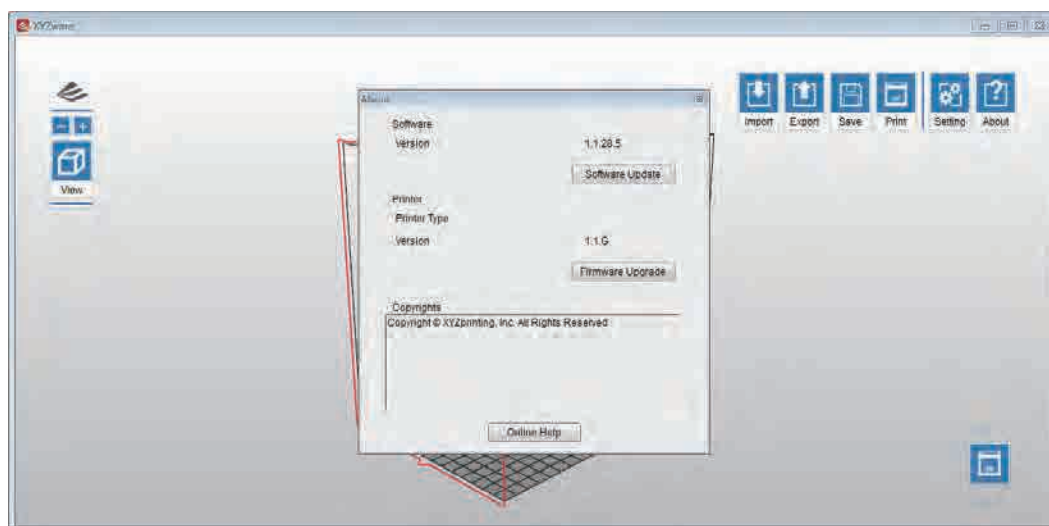 XYZware
Import
Export
Save
Print
Setting
About
View
About
Software
Version 1.1.28.5
Software Update
Printer
Printer Type
Version 1.1.G
Firmware Upgrade
Copyrights
Copyright © XYZprinting, Inc. All Rights Reserved
Online Help